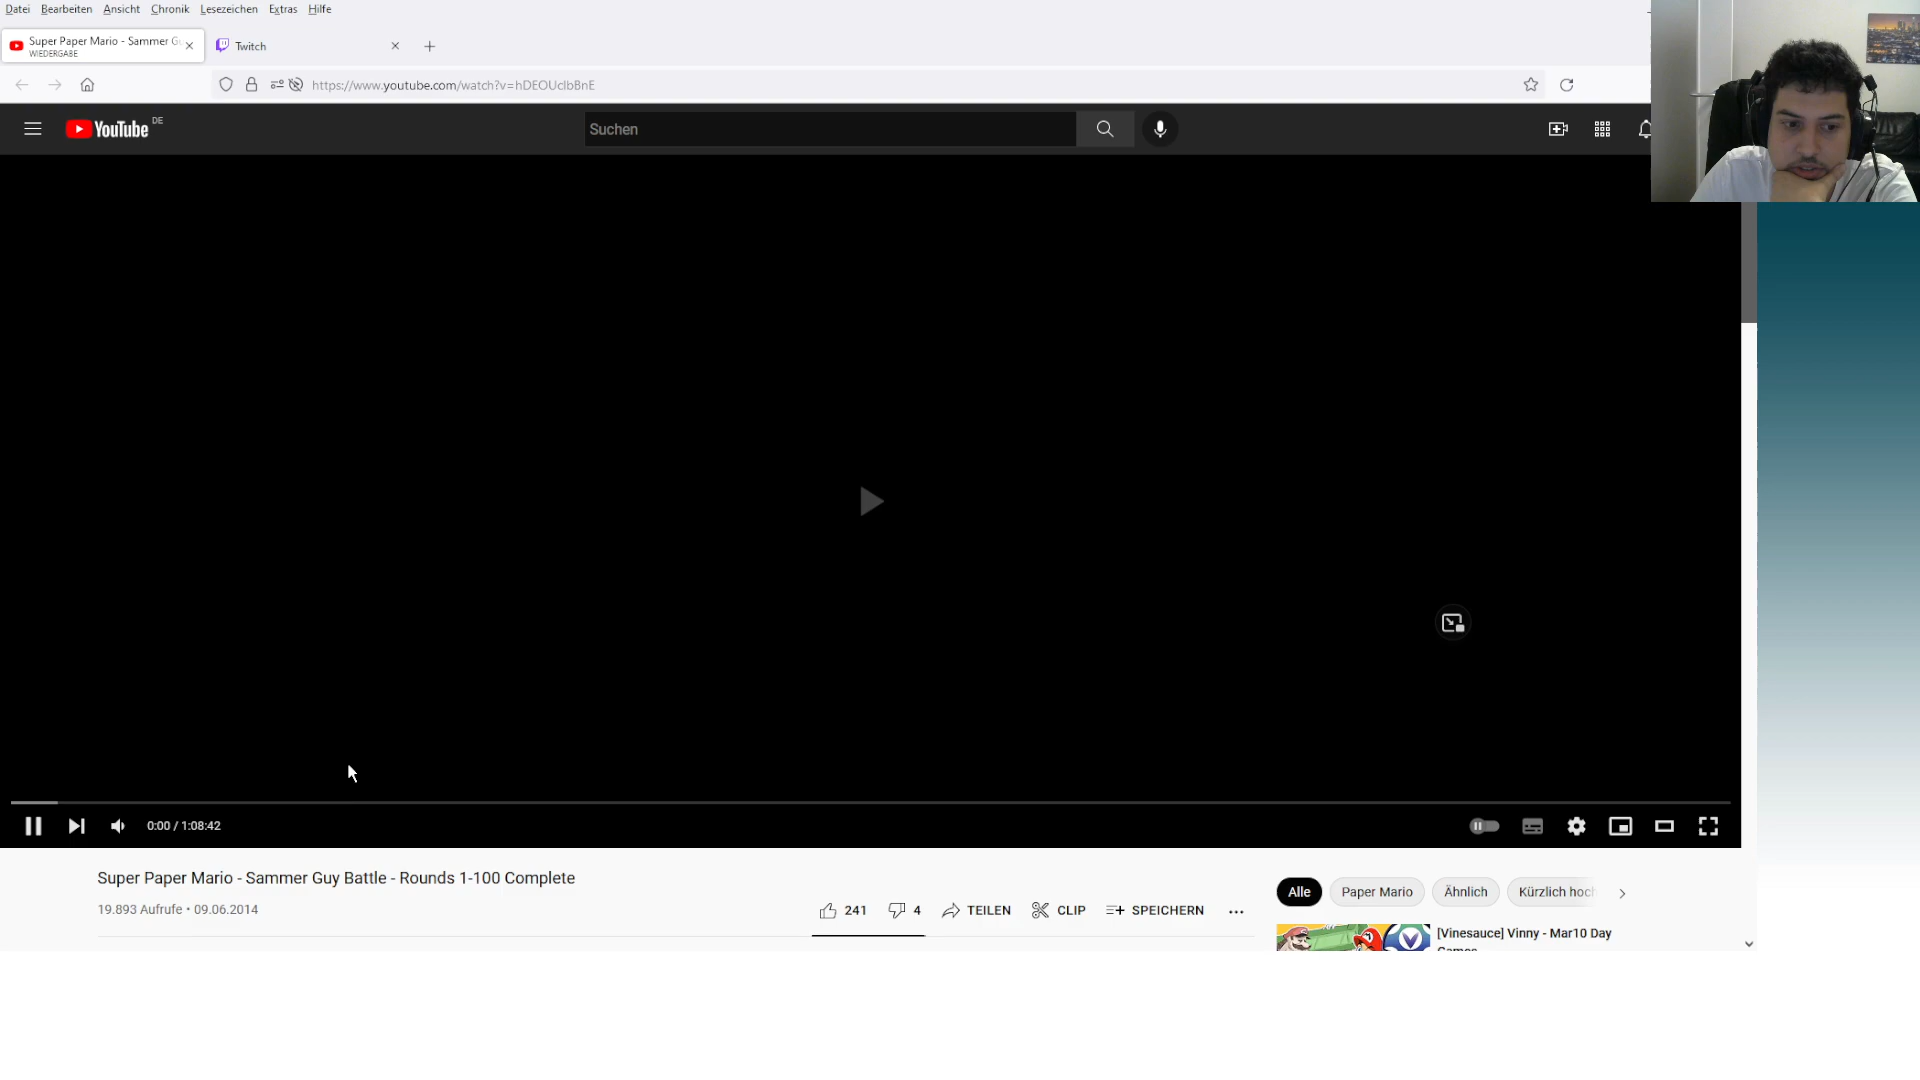 Datei Bearbeiten Ansicht Chronik Lesezeichen Extras Hilfe
Super Paper Mario - Sammer Gu
WIEDERGABE
Twitch
https://www.youtube.com/watch?v=hDEOUclbBnE
YouTube DE
Suchen
0:00 / 1:08:42
Super Paper Mario - Sammer Guy Battle - Rounds 1-100 Complete
19.893 Aufrufe • 09.06.2014
241 4 TEILEN CLIP SPEICHERN
Alle Paper Mario Ähnlich Kürzlich hoch
[Vinesauce] Vinny - Mar10 Day
Games